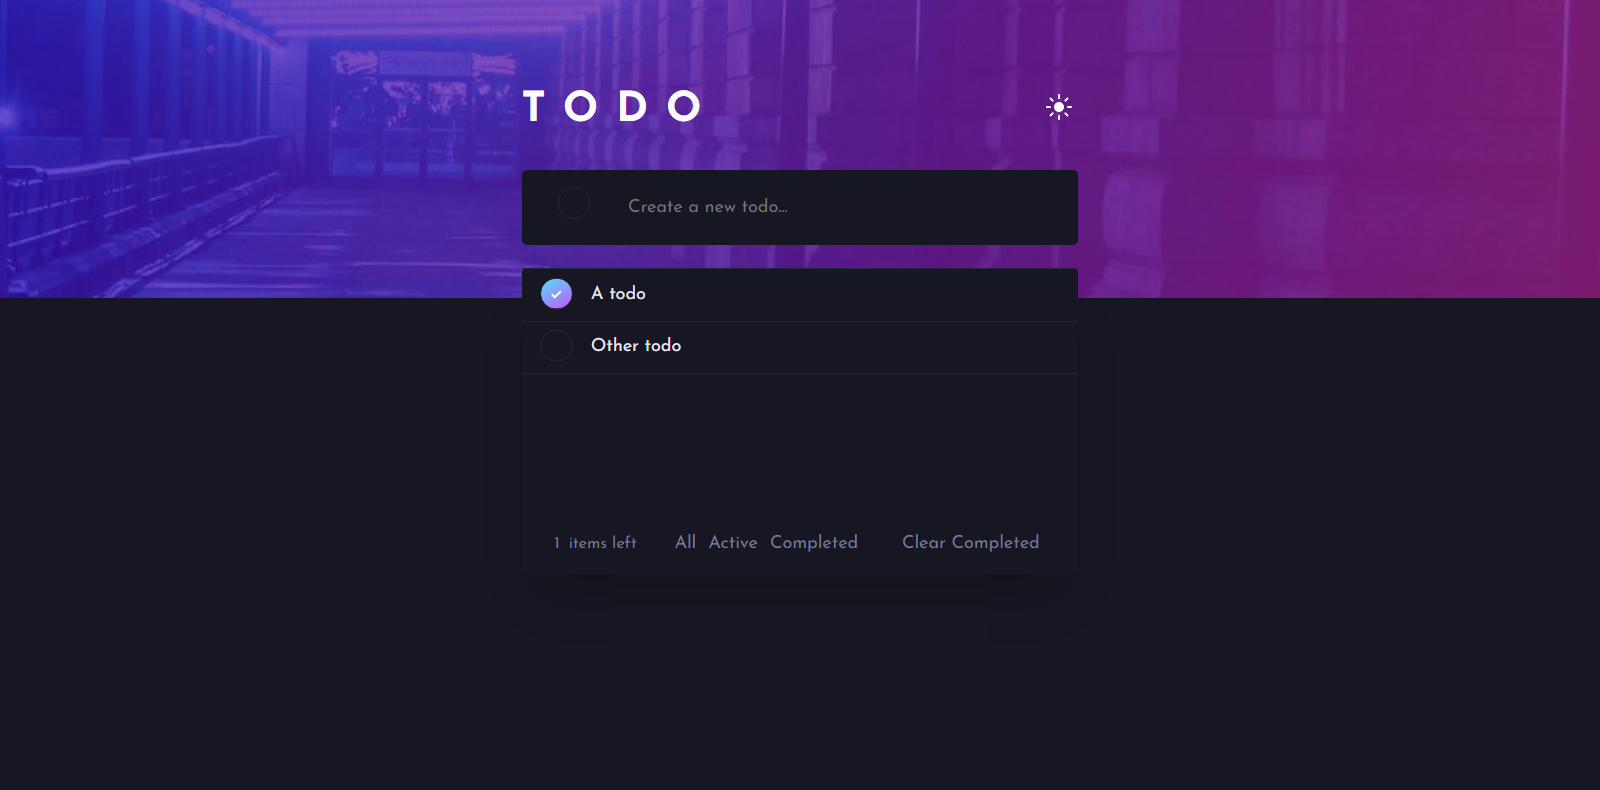 TODO
Create a new todo...
A todo
Other todo
1 items left All Active Completed Clear Completed